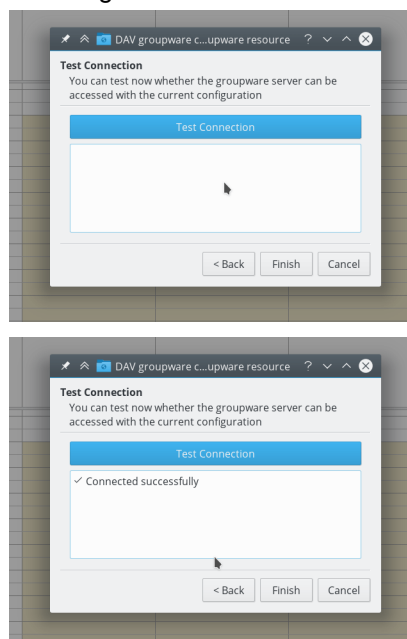 DAV groupware c...upware resource
Test Connection
You can test now whether the groupware server can be
accessed with the current configuration
Test Connection
< Back Finish Cancel
DAV groupware c...upware resource
Test Connection
You can test now whether the groupware server can be
accessed with the current configuration
Test Connection
✓ Connected successfully
< Back Finish Cancel